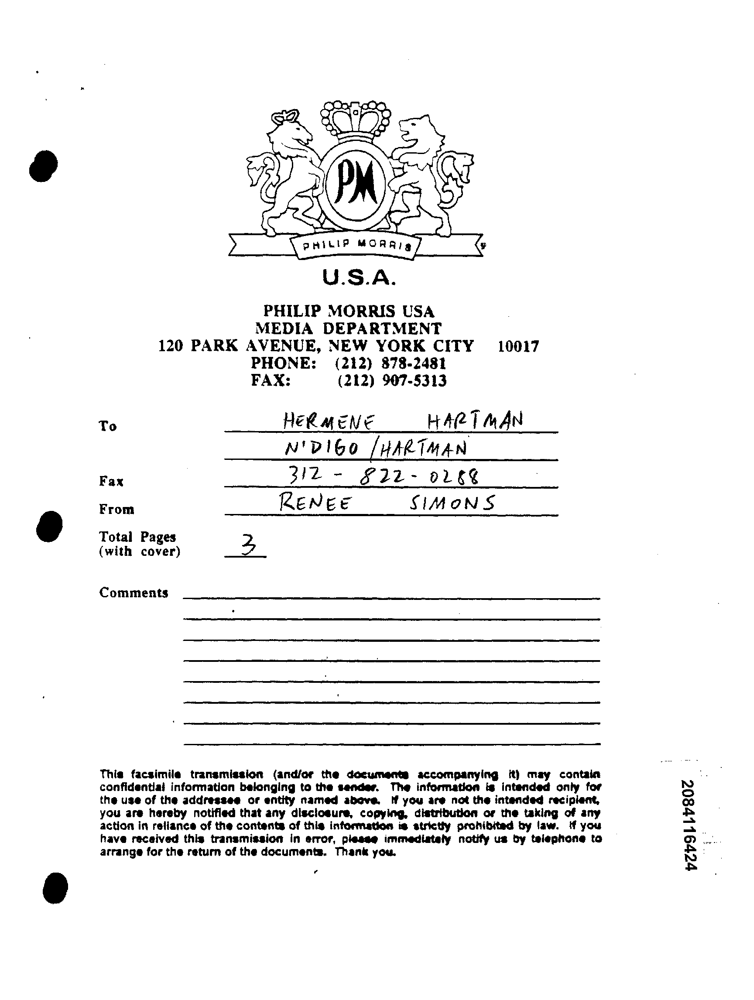 PM
PHILIP MORRIS
U.S.A.
PHILIP MORRIS USA
MEDIA DEPARTMENT
120 PARK AVENUE, NEW YORK CITY 10017
PHONE: (212) 878-2481
FAX: (212) 907-5313
To HERMENE HARTMAN
N'DIGO / HARTMAN
Fax 312 - 822-0288
From RENEE SIMONS
Total Pages
(with cover) 3
Comments
This facsimile transmission (and/or the documents accompanying it) may contain
confidential information belonging to the sender. The information is intended only for
the use of the addressee or entity named above. If you are not the intended recipient,
you are hereby notified that any disclosure, copying, distribution or the taking of any
action in reliance of the contents of this information is strictly prohibited by law. If you
have received this transmission in error, please immediately notify us by telephone to
arrange for the return of the documents. Thank you.
2084116424